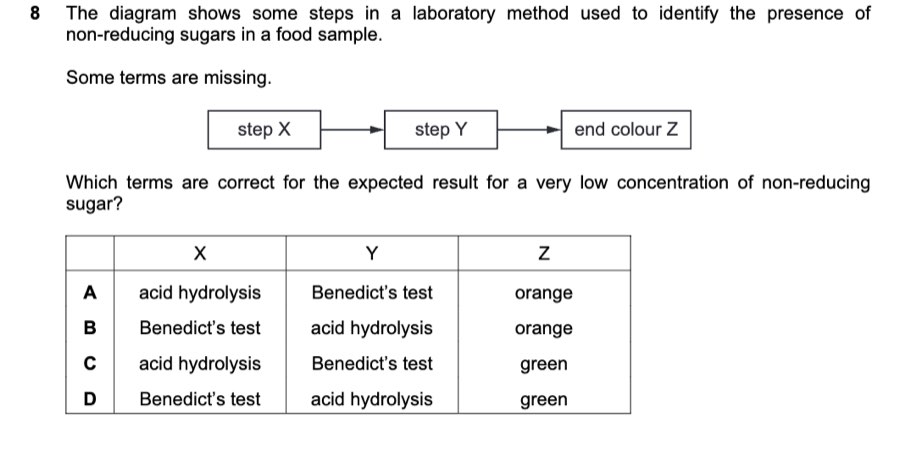 8 The diagram shows some steps in a laboratory method used to identify the presence of
non-reducing sugars in a food sample.
Some terms are missing.
step X step Y end colour Z
Which terms are correct for the expected result for a very low concentration of non-reducing
sugar?
X Y Z
A acid hydrolysis Benedict's test orange
B Benedict's test acid hydrolysis orange
C acid hydrolysis Benedict's test green
D Benedict's test acid hydrolysis green